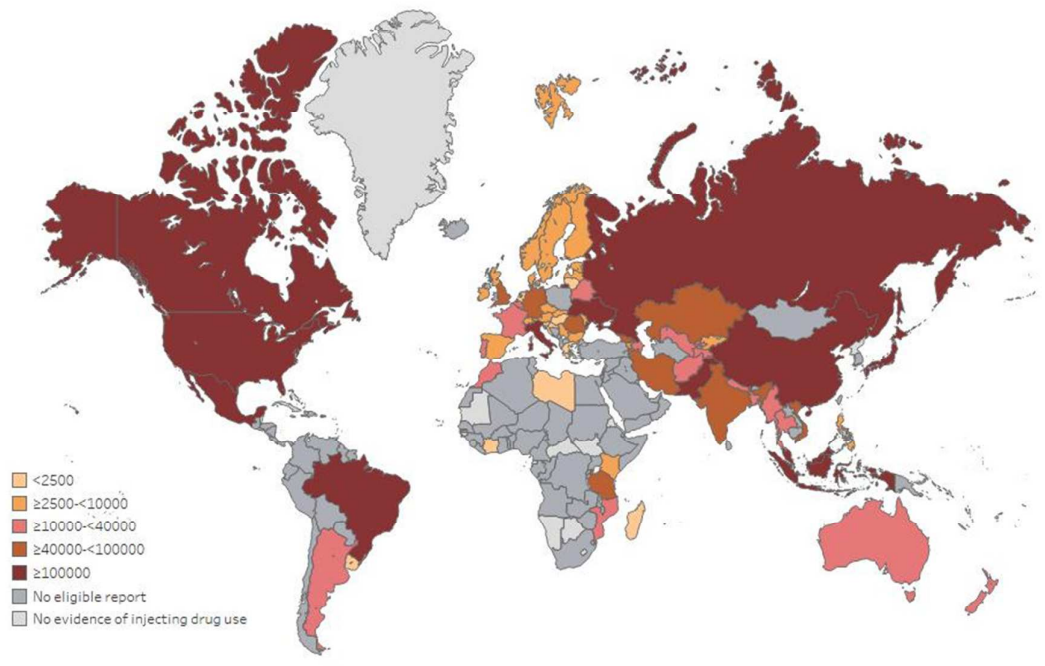 <2500
≥2500-<10000
≥10000-<40000
≥40000-<100000
≥100000
No eligible report
No evidence of injecting drug use